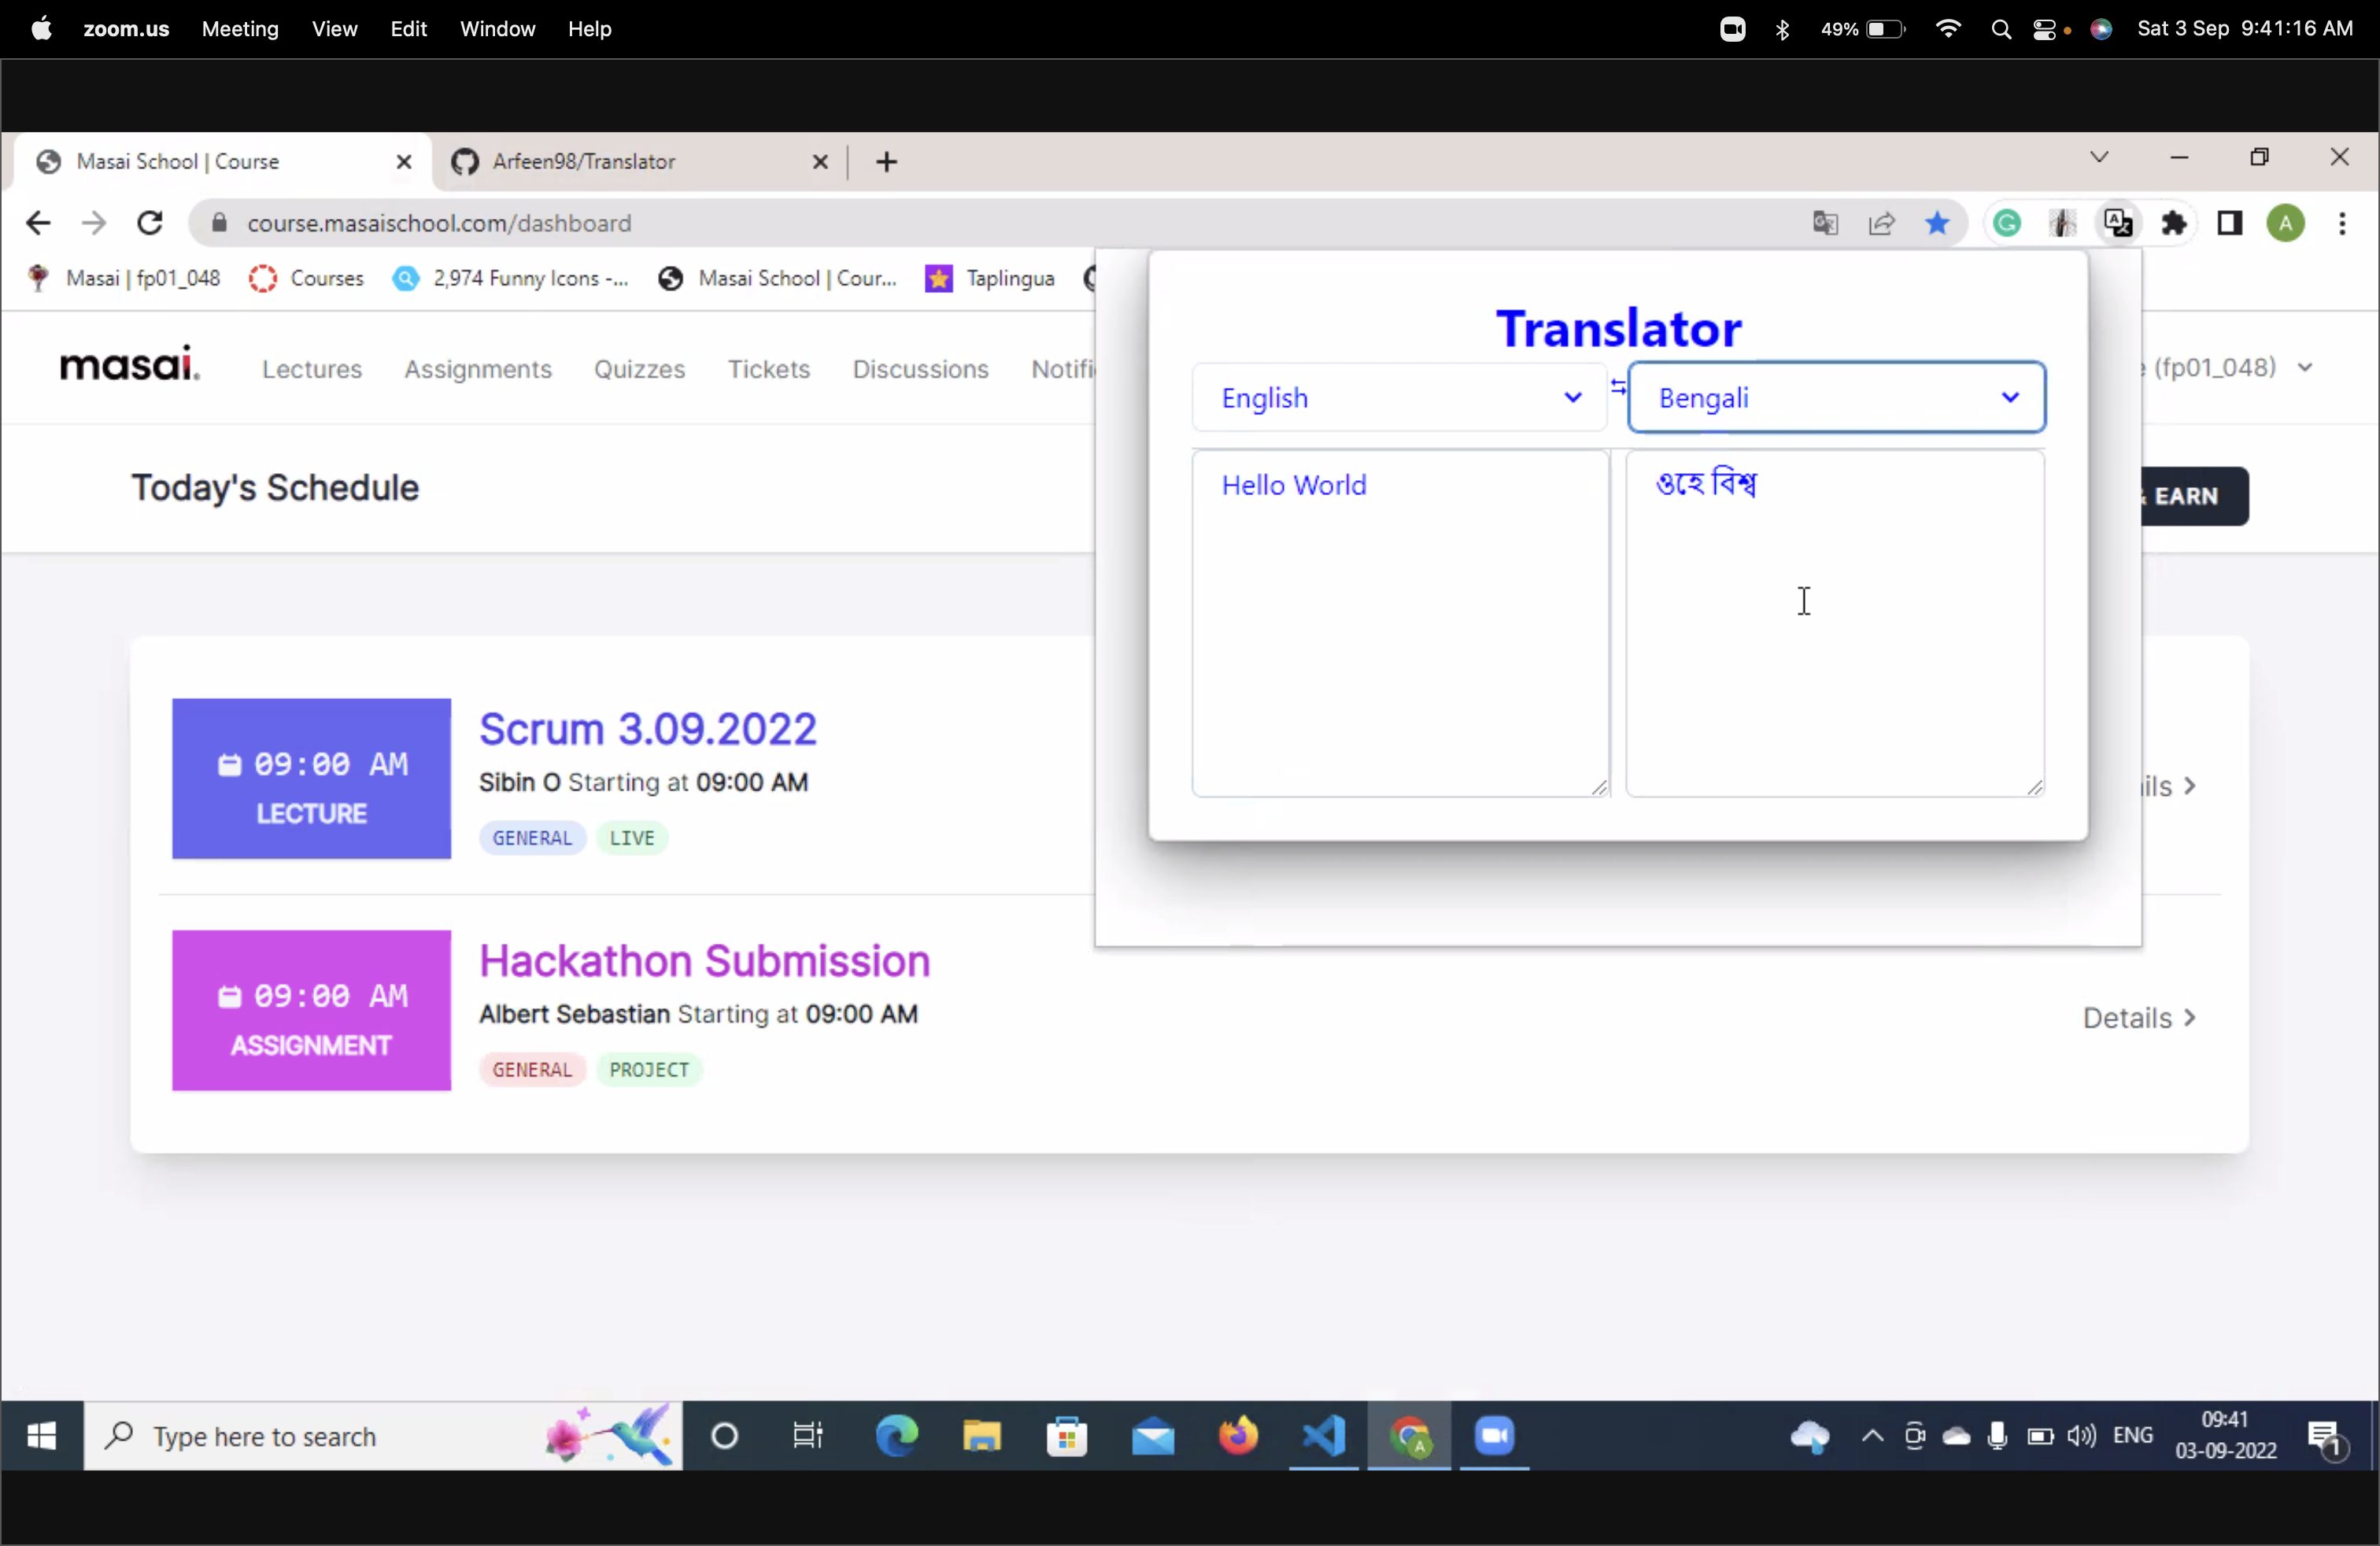 zoom.us Meeting View Edit Window Help 49% Sat 3 Sep 9:41:16 AM
Masai School | Course Arfeen98/Translator
course.masaischool.com/dashboard
Masai | fp01_048 Courses 2,974 Funny Icons -... Masai School | Cour... Taplingua
masai. Lectures Assignments Quizzes Tickets Discussions Notifi (fp01_048)
Translator
English Bengali
Hello World ওহে বিশ্ব
Today's Schedule
& EARN
09:00 AM
LECTURE
Scrum 3.09.2022
Sibin O Starting at 09:00 AM
GENERAL LIVE
ils
09:00 AM
ASSIGNMENT
Hackathon Submission
Albert Sebastian Starting at 09:00 AM
GENERAL PROJECT
Details
Type here to search
ENG
09:41
03-09-2022
1